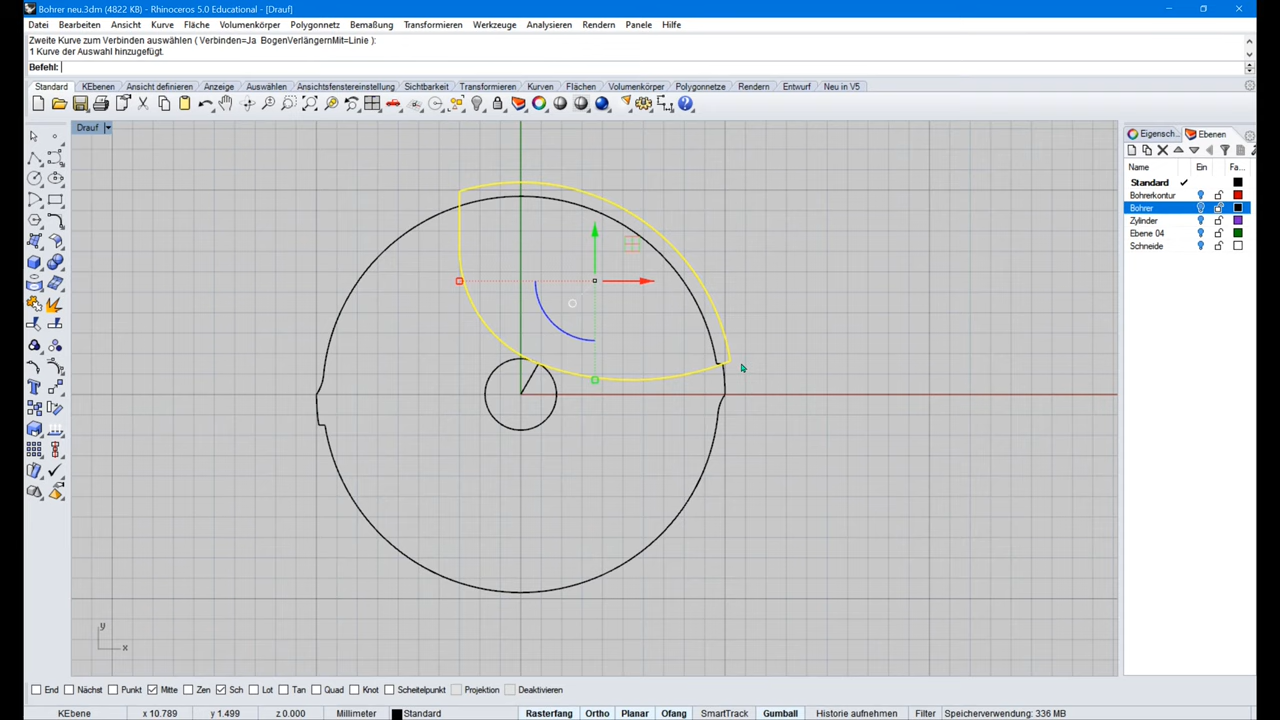 Bohrer neu.3dm (4822 KB) - Rhinoceros 5.0 Educational - [Drauf]
Datei Bearbeiten Ansicht Kurve Fläche Volumenkörper Polygonnetz Bemaßung Transformieren Werkzeuge Analysieren Rendern Panele Hilfe
Zweite Kurve zum Verbinden auswählen ( Verbinden=Ja BogenVerlängernMit=Linie ):
1 Kurve der Auswahl hinzugefügt.
Befehl:
Standard KEbenen Ansicht definieren Anzeige Auswählen Ansichtsfenstereinstellung Sichtbarkeit Transformieren Kurven Flächen Volumenkörper Polygonnetze Rendern Entwurf Neu in V5
Drauf
Eigensch... Ebenen
Name Ein Fa...
Standard
Bohrerkontur
Bohrer
Zylinder
Ebene 04
Schneide
y
x
End Nächst Punkt Mitte Zen Sch Lot Tan Quad Knot Scheitelpunkt Projektion Deaktivieren
KEbene x 10.789 y 1.499 z 0.000 Millimeter Standard Rasterfang Ortho Planar Ofang SmartTrack Gumball Historie aufnehmen Filter Speicherverwendung: 336 MB